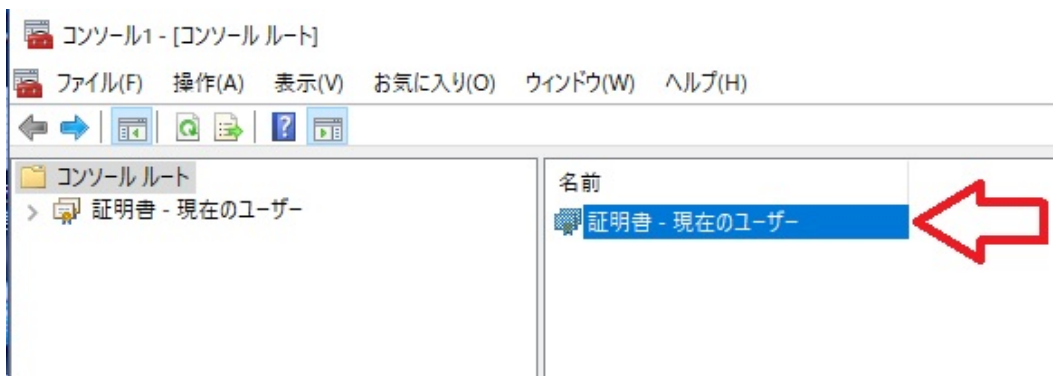 コンソール1 - [コンソール ルート]
ファイル(F) 操作(A) 表示(V) お気に入り(O) ウィンドウ(W) ヘルプ(H)
コンソール ルート
証明書 - 現在のユーザー
名前
証明書 - 現在のユーザー